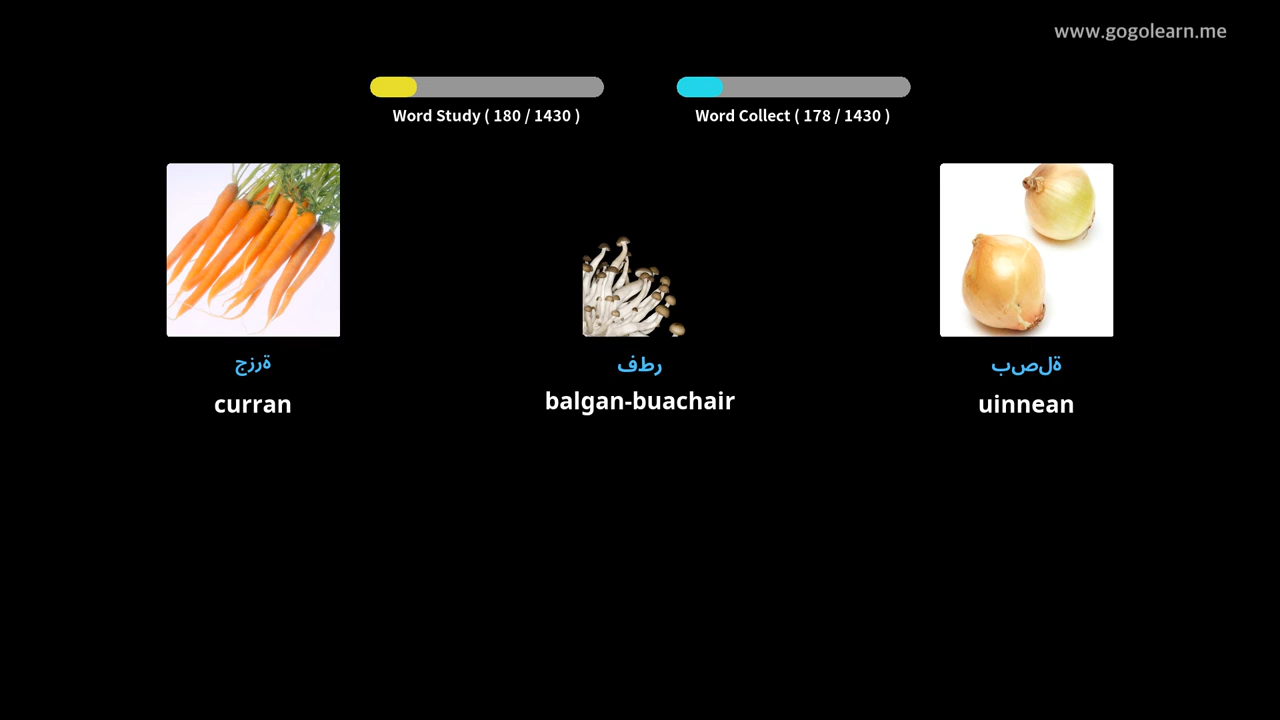 www.gogolearn.me
Word Study ( 180 / 1430 )
Word Collect ( 178 / 1430 )
ةرزج
رطف
ةلصب
curran
balgan-buachair
uinnean